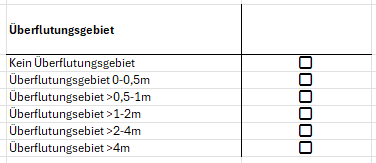 Überflutungsgebiet
Kein Überflutungsgebiet
Überflutungsgebiet 0-0,5m
Überflutungsebiet >0,5-1m
Überflutungsebiet >1-2m
Überflutungsebiet >2-4m
Überflutungsebiet >4m